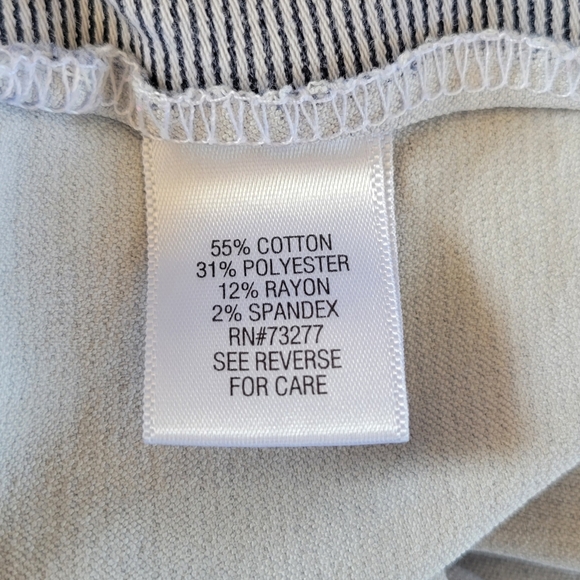 55% COTTON
31% POLYESTER
12% RAYON
2% SPANDEX
RN#73277
SEE REVERSE
FOR CARE